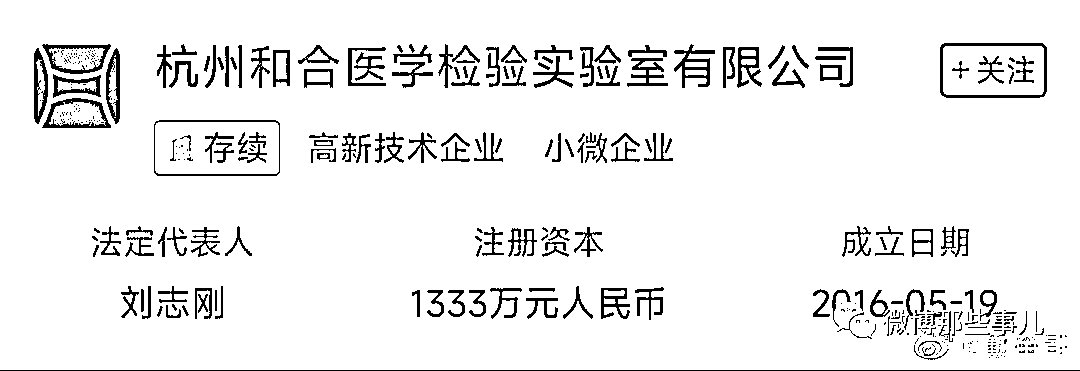 杭州和合医学检验实验室有限公司
+关注
存续 高新技术企业 小微企业
法定代表人 注册资本 成立日期
刘志刚 1333万元人民币 2016-05-19
微博那些事儿